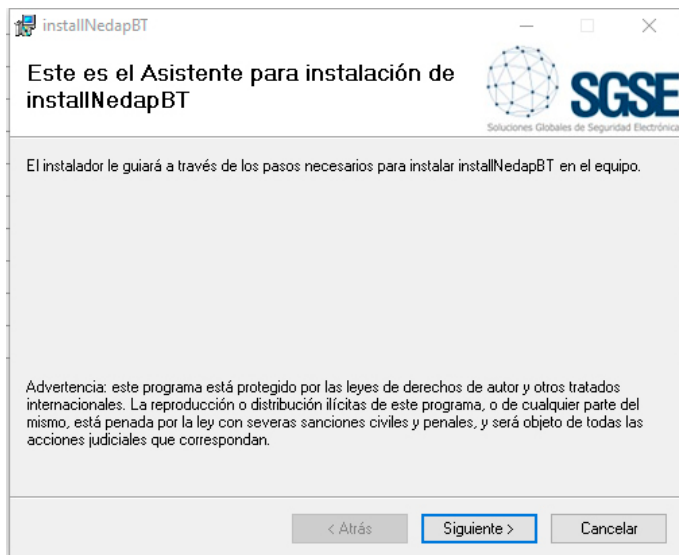 installNedapBT
Este es el Asistente para instalación de
installNedapBT
SGSE
Soluciones Globales de Seguridad Electrónica
El instalador le guiará a través de los pasos necesarios para instalar installNedapBT en el equipo.
Advertencia: este programa está protegido por las leyes de derechos de autor y otros tratados
internacionales. La reproducción o distribución ilícitas de este programa, o de cualquier parte del
mismo, está penada por la ley con severas sanciones civiles y penales, y será objeto de todas las
acciones judiciales que correspondan.
< Atrás
Siguiente >
Cancelar